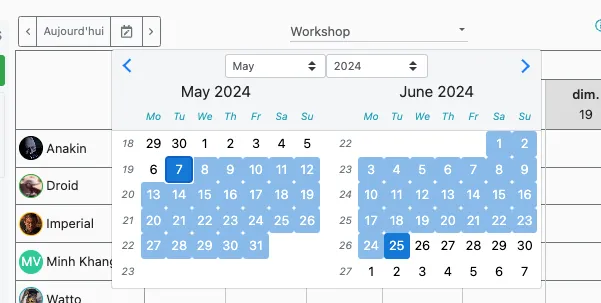 Aujourd'hui
Workshop
May 2024
May 2024 June 2024
Mo Tu We Th Fr Sa Su Mo Tu We Th Fr Sa Su
dim.
19
18 29 30 1 2 3 4 5 22 1 2
19 6 7 8 9 10 11 12 23 3 4 5 6 7 8 9
20 13 14 15 16 17 18 19 24 10 11 12 13 14 15 16
21 20 21 22 23 24 25 26 25 17 18 19 20 21 22 23
22 27 28 29 30 31 26 24 25 26 27 28 29 30
23 27 1 2 3 4 5 6 7
Anakin
Droid
Imperial
MV Minh Khang
Watto